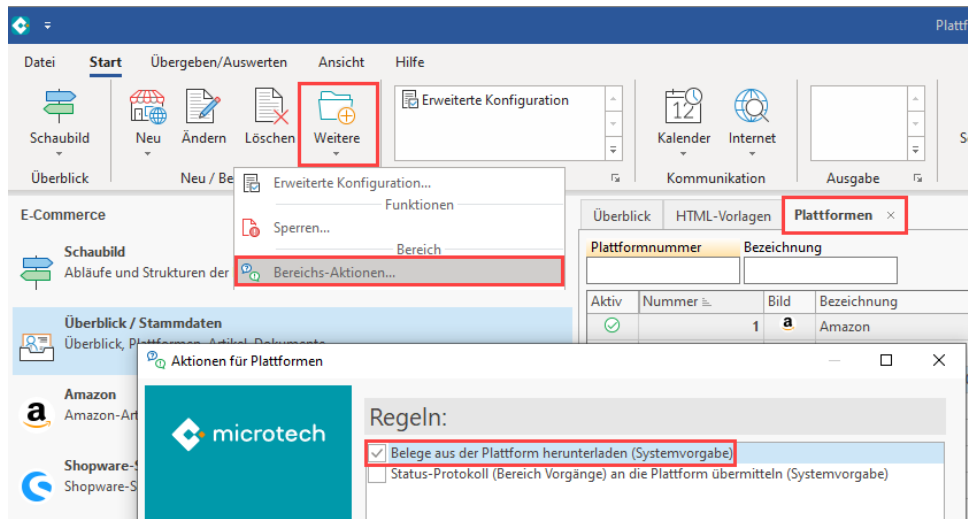 Plattf
Datei Start Übergeben/Auswerten Ansicht Hilfe
Erweiterte Konfiguration
12
Schaubild Neu Ändern Löschen Weitere Kalender Internet S
Überblick Neu / Be Kommunikation Ausgabe
Erweiterte Konfiguration...
Funktionen
Sperren...
Bereich
Bereichs-Aktionen...
E-Commerce
Schaubild
Abläufe und Strukturen der
Überblick / Stammdaten
Überblick, Plattformen, Artikel, Dokumente
Amazon
Amazon-Art
Shopware-S
Shopware-S
Überblick HTML-Vorlagen Plattformen ×
Plattformnummer Bezeichnung
Aktiv Nummer Bild Bezeichnung
1 a Amazon
Aktionen für Plattformen
microtech
Regeln:
Belege aus der Plattform herunterladen (Systemvorgabe)
Status-Protokoll (Bereich Vorgänge) an die Plattform übermitteln (Systemvorgabe)